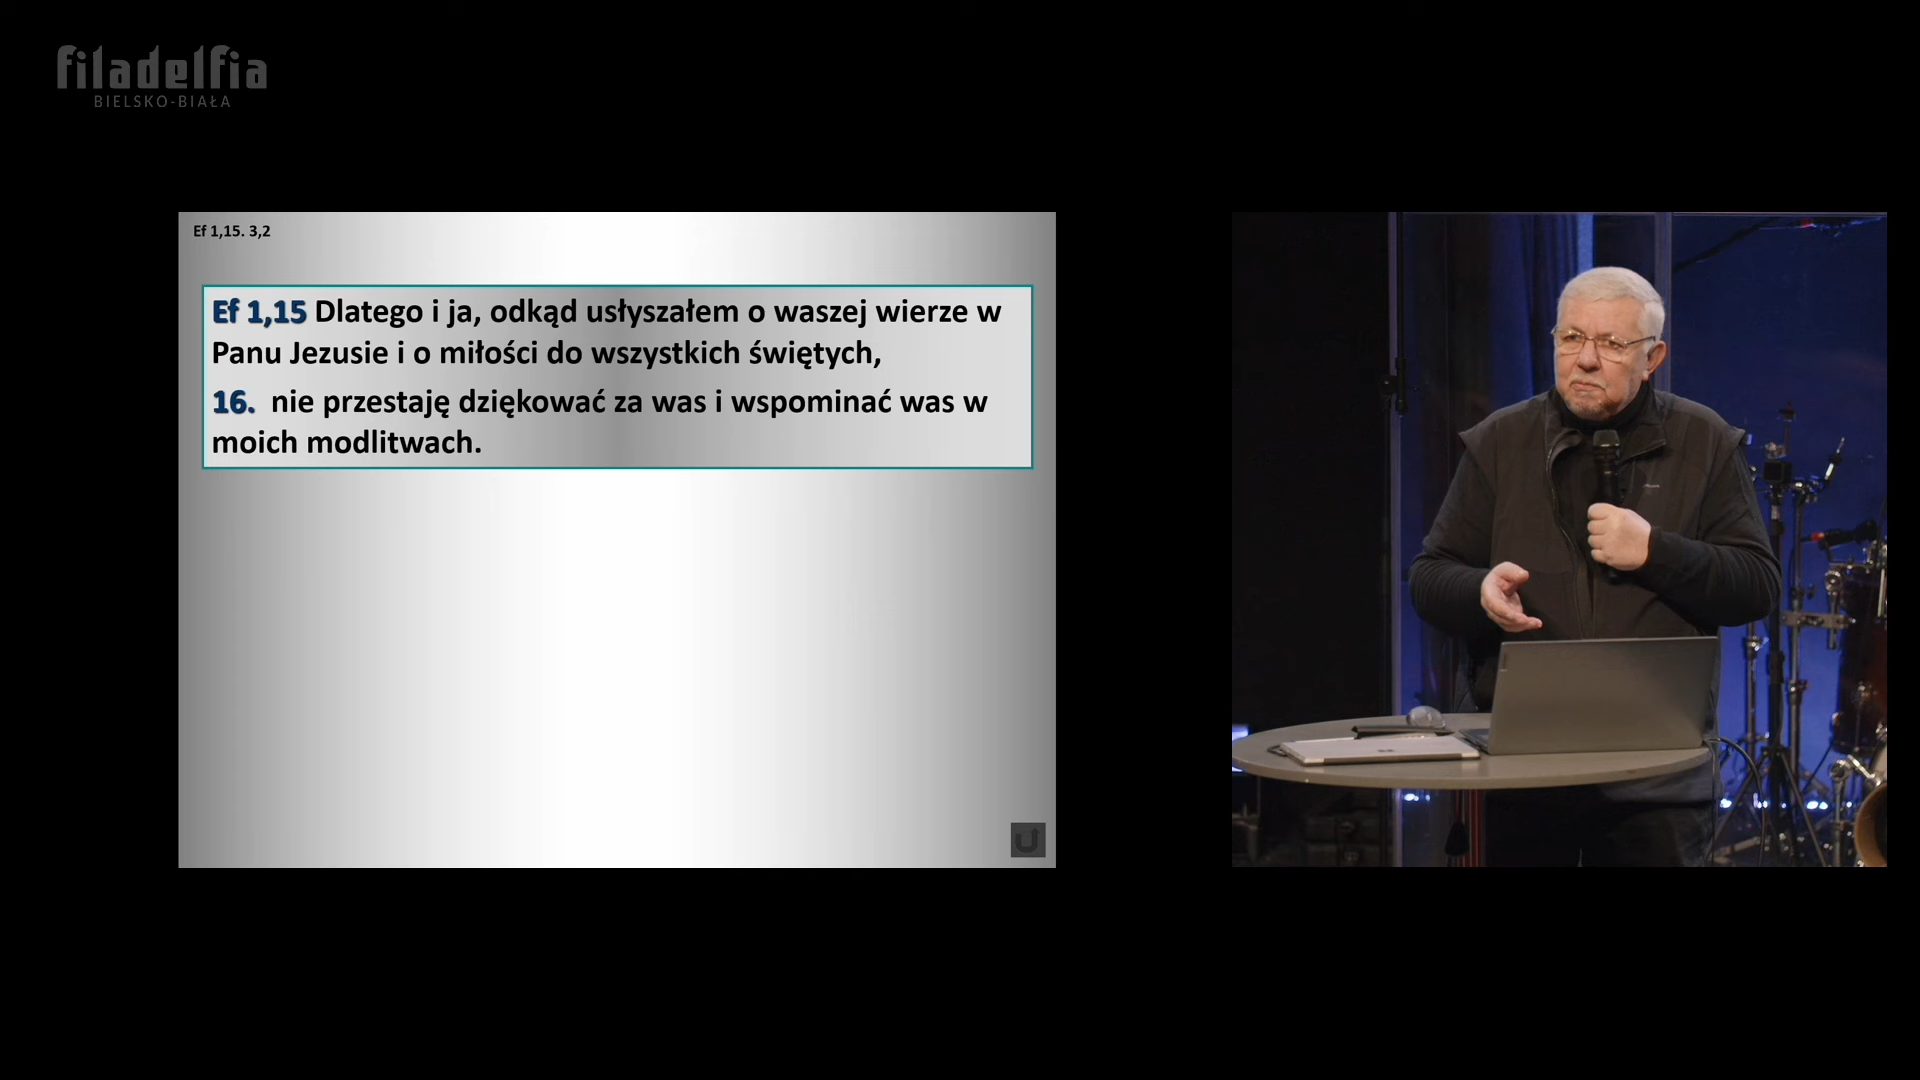 filadelfia
BIELSKO-BIAŁA
Ef 1,15. 3,2
Ef 1,15 Dlatego i ja, odkąd usłyszałem o waszej wierze w
Panu Jezusie i o miłości do wszystkich świętych,
16.  nie przestaję dziękować za was i wspominać was w
moich modlitwach.